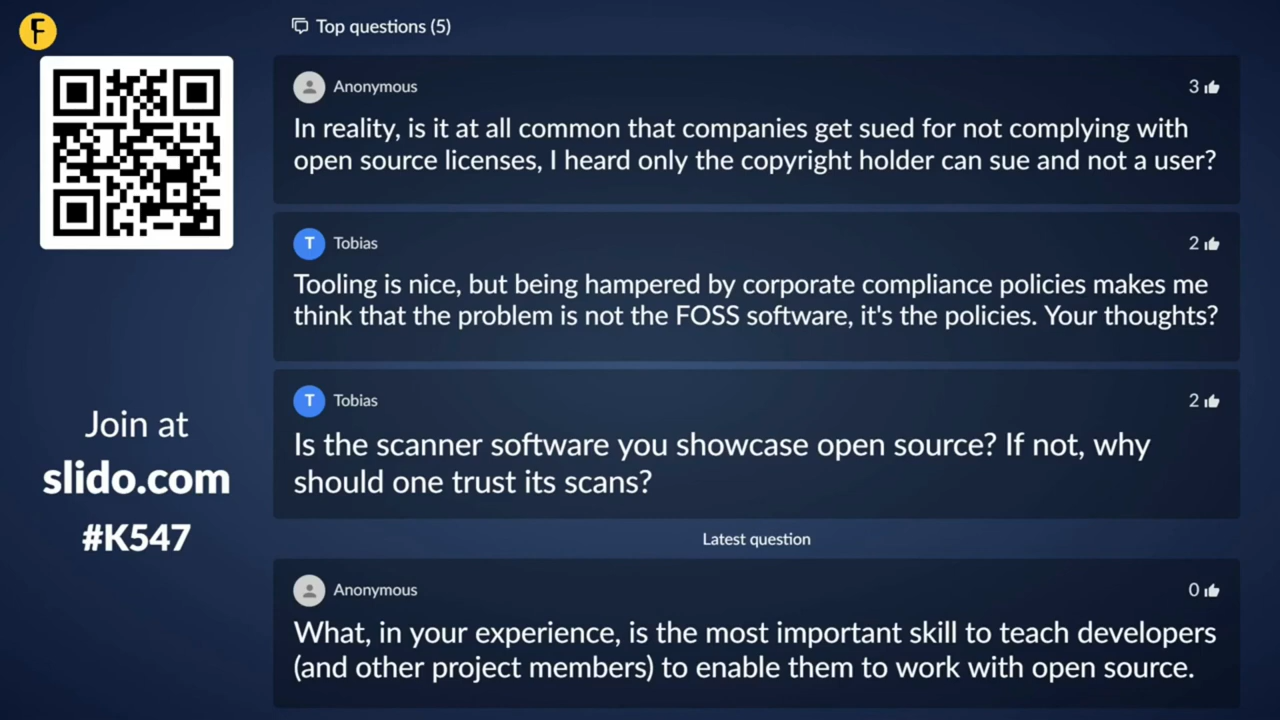 F
Top questions (5)
Anonymous
3
In reality, is it at all common that companies get sued for not complying with
open source licenses, I heard only the copyright holder can sue and not a user?
T
Tobias
2
Tooling is nice, but being hampered by corporate compliance policies makes me
think that the problem is not the FOSS software, it's the policies. Your thoughts?
T
Tobias
2
Is the scanner software you showcase open source? If not, why
should one trust its scans?
Join at
slido.com
#K547
Latest question
Anonymous
0
What, in your experience, is the most important skill to teach developers
(and other project members) to enable them to work with open source.